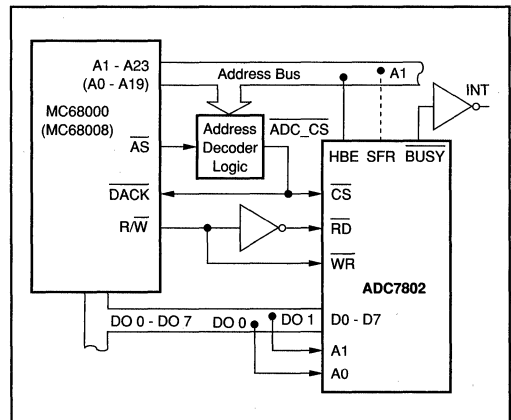 A1 - A23
(A0 - A19)
Address Bus
A1
INT
MC68000
(MC68008)
AS
Address
Decoder
Logic
ADC_CS
HBE SFR BUSY
DACK
CS
R/W
RD
WR
ADC7802
DO 0 - DO 7 DO 0 DO 1 D0 - D7
A1
A0